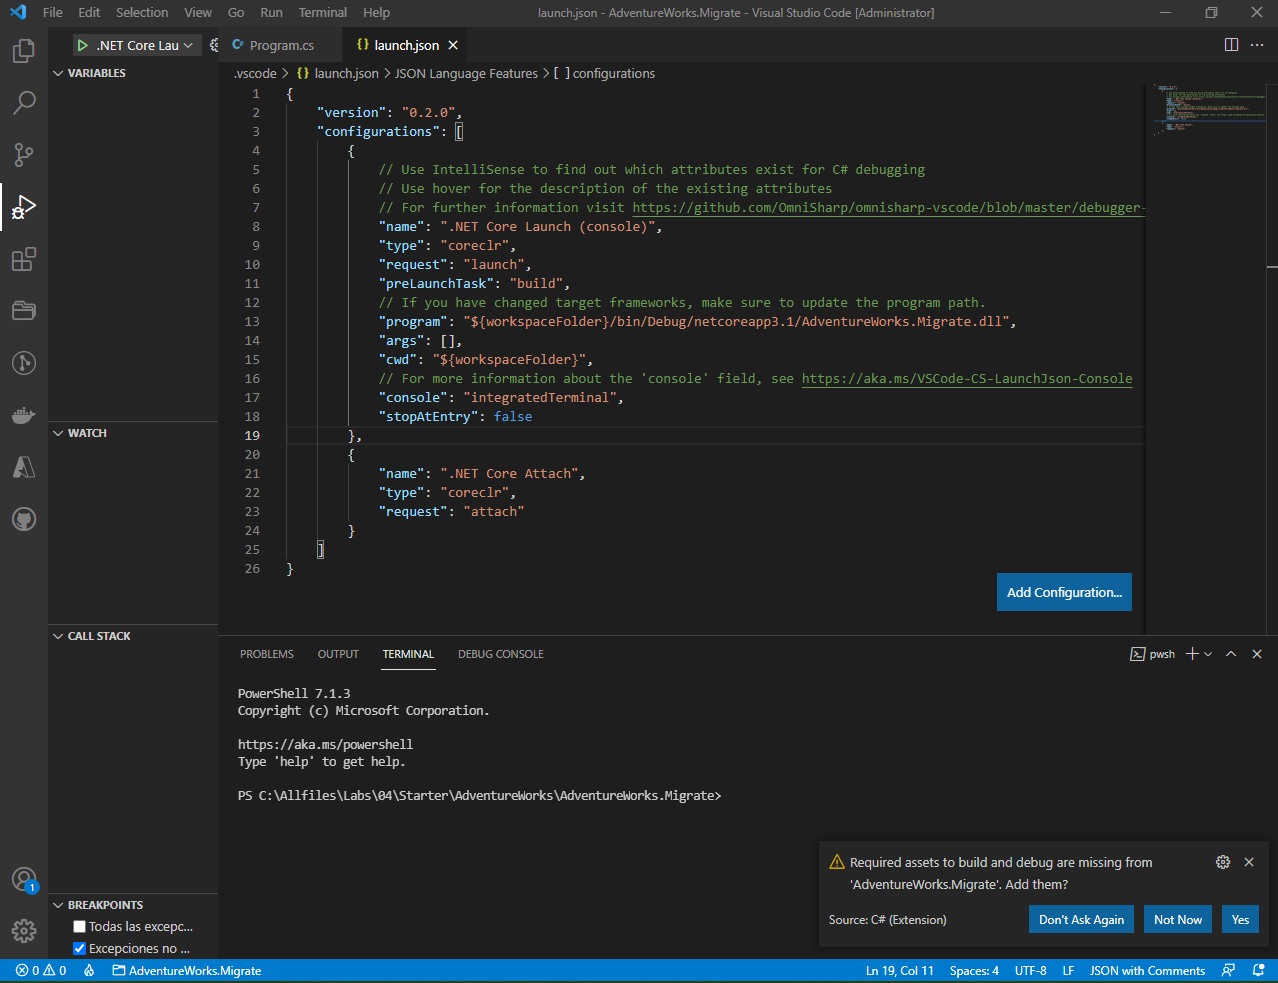 File Edit Selection View Go Run Terminal Help
launch.json - AdventureWorks.Migrate - Visual Studio Code [Administrator]
.NET Core Lau
Program.cs
{} launch.json
VARIABLES
.vscode > {} launch.json > JSON Language Features > [ ] configurations
1 {
2 "version": "0.2.0",
3 "configurations": [
4 {
5 // Use IntelliSense to find out which attributes exist for C# debugging
6 // Use hover for the description of the existing attributes
7 // For further information visit https://github.com/OmniSharp/omnisharp-vscode/blob/master/debugger-
8 "name": ".NET Core Launch (console)",
9 "type": "coreclr",
10 "request": "launch",
11 "preLaunchTask": "build",
12 // If you have changed target frameworks, make sure to update the program path.
13 "program": "${workspaceFolder}/bin/Debug/netcoreapp3.1/AdventureWorks.Migrate.dll",
14 "args": [],
15 "cwd": "${workspaceFolder}",
16 // For more information about the 'console' field, see https://aka.ms/VSCode-CS-LaunchJson-Console
17 "console": "integratedTerminal",
18 "stopAtEntry": false
19 },
20 {
21 "name": ".NET Core Attach",
22 "type": "coreclr",
23 "request": "attach"
24 }
25 ]
26 }
Add Configuration...
WATCH
CALL STACK
BREAKPOINTS
Todas las excepc...
Excepciones no ...
PROBLEMS OUTPUT TERMINAL DEBUG CONSOLE
pwsh
PowerShell 7.1.3
Copyright (c) Microsoft Corporation.
https://aka.ms/powershell
Type 'help' to get help.
PS C:\Allfiles\Labs\04\Starter\AdventureWorks\AdventureWorks.Migrate>
Required assets to build and debug are missing from
'AdventureWorks.Migrate'. Add them?
Source: C# (Extension)
Don't Ask Again
Not Now
Yes
1
0 0 AdventureWorks.Migrate
Ln 19, Col 11 Spaces: 4 UTF-8 LF JSON with Comments